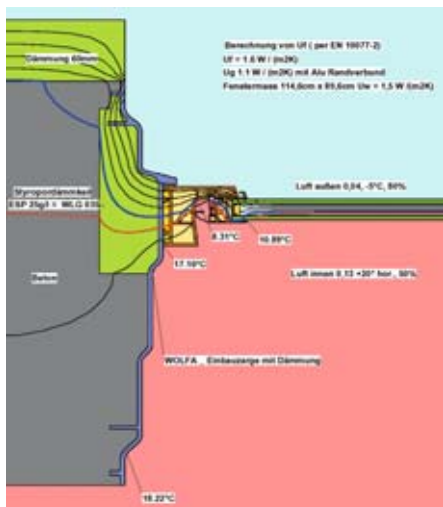 Berechnung von Uf ( per EN 10077-2)
Uf = 1.6 W / (m2K)
Ug 1:1 W / (m2K) mit Alu Randverbund
Fenstermass 114,6cm x 89,6cm Uw = 1,5 W /(m2K)
Dämmung 60mm
Luft außen 0,04, -5°C, 80%
Styropordämmkeil
8.31°C
10.89°C
17.10°C
Luft innen 0,13 +20° hor , 50%
Beton
WOLFA _ Einbauzarge mit Dämmung
18.22°C